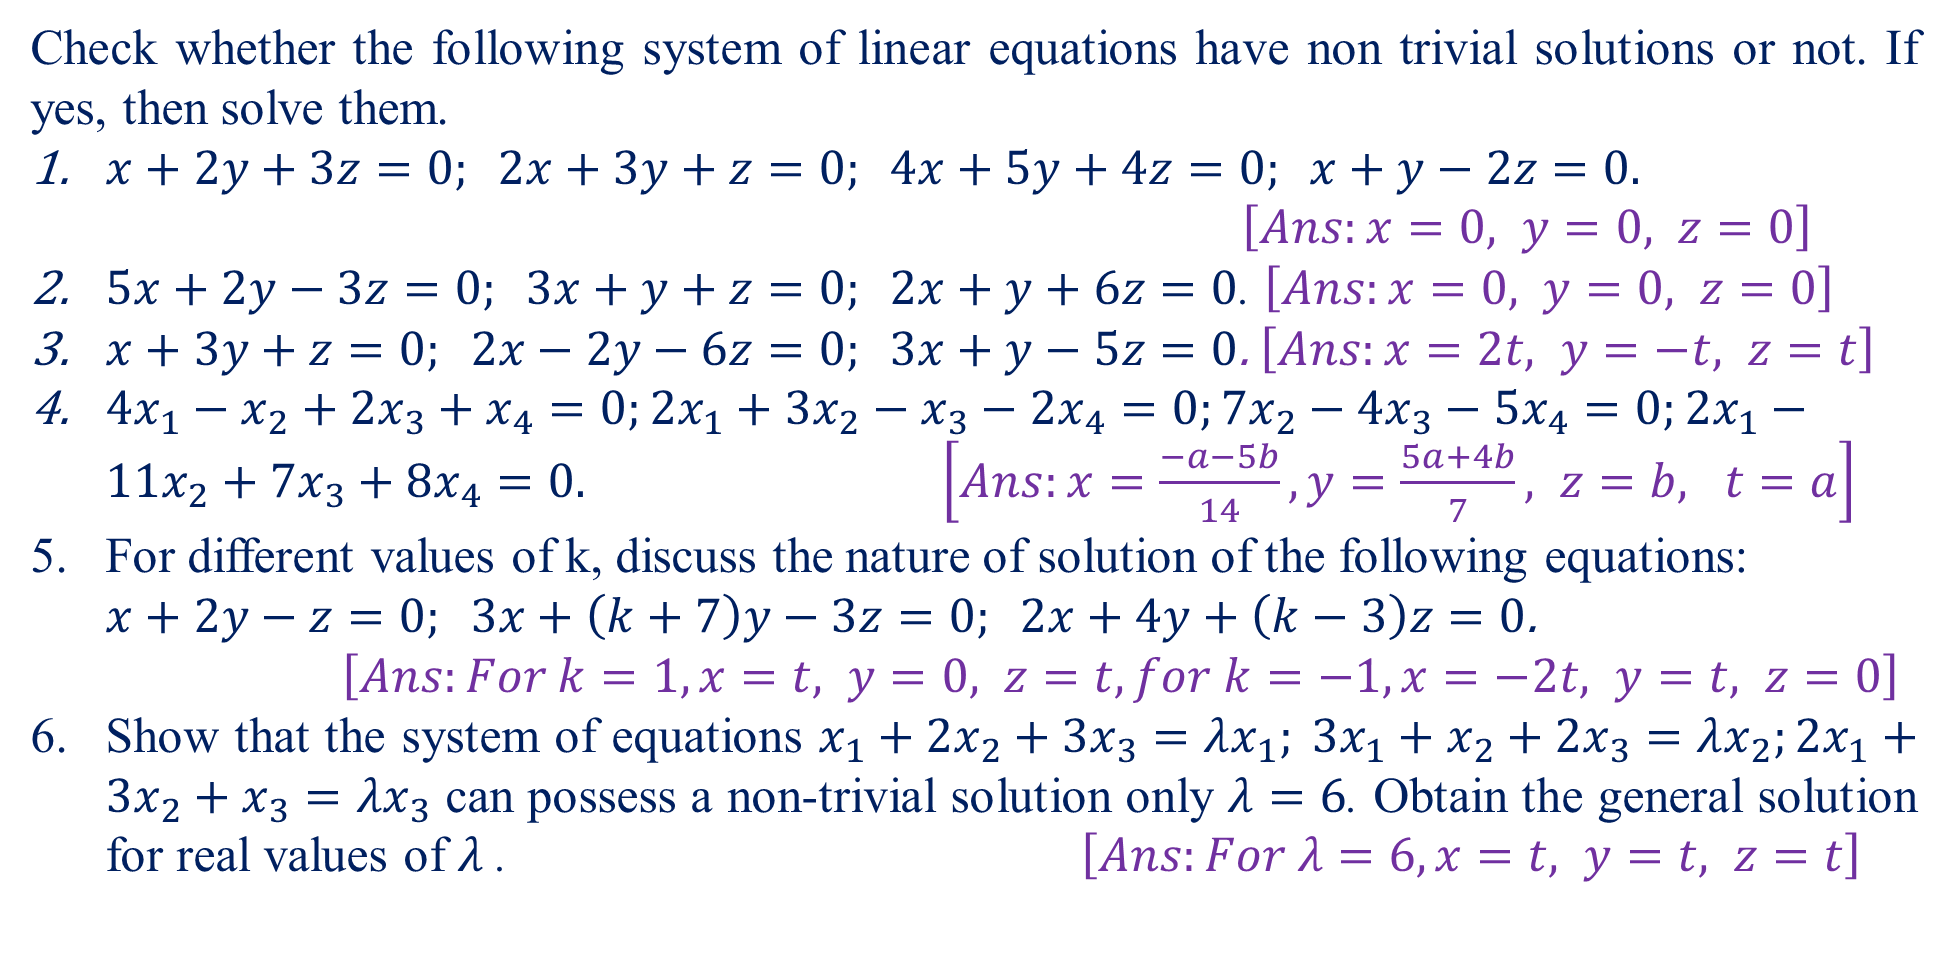 Check whether the following system of linear equations have non trivial solutions or not. If
yes, then solve them.
1. x + 2y + 3z = 0; 2x + 3y + z = 0; 4x + 5y + 4z = 0; x + y − 2z = 0.
[Ans: x = 0, y = 0, z = 0]
2. 5x + 2y − 3z = 0; 3x + y + z = 0; 2x + y + 6z = 0. [Ans: x = 0, y = 0, z = 0]
3. x + 3y + z = 0; 2x − 2y − 6z = 0; 3x + y − 5z = 0. [Ans: x = 2t, y = −t, z = t]
4. 4x₁ − x₂ + 2x₃ + x₄ = 0; 2x₁ + 3x₂ − x₃ − 2x₄ = 0; 7x₂ − 4x₃ − 5x₄ = 0; 2x₁ −
11x₂ + 7x₃ + 8x₄ = 0. [Ans: x = (−a−5b)/14, y = (5a+4b)/7, z = b, t = a]
5. For different values of k, discuss the nature of solution of the following equations:
x + 2y − z = 0; 3x + (k + 7)y − 3z = 0; 2x + 4y + (k − 3)z = 0.
[Ans: For k = 1, x = t, y = 0, z = t, for k = −1, x = −2t, y = t, z = 0]
6. Show that the system of equations x₁ + 2x₂ + 3x₃ = λx₁; 3x₁ + x₂ + 2x₃ = λx₂; 2x₁ +
3x₂ + x₃ = λx₃ can possess a non-trivial solution only λ = 6. Obtain the general solution
for real values of λ . [Ans: For λ = 6, x = t, y = t, z = t]